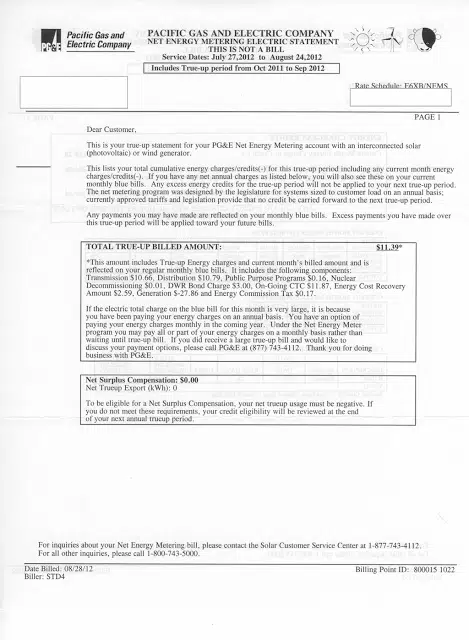 Pacific Gas and
Electric Company
PG&E
PACIFIC GAS AND ELECTRIC COMPANY
NET ENERGY METERING ELECTRIC STATEMENT
THIS IS NOT A BILL
Service Dates: July 27,2012 to August 24,2012
Includes True-up period from Oct 2011 to Sep 2012
Rate Schedule: E6XB/NEMS
PAGE 1
Dear Customer,
This is your true-up statement for your PG&E Net Energy Metering account with an interconnected solar
(photovoltaic) or wind generator.
This lists your total cumulative energy charges/credits(-) for this true-up period including any current month energy
charges/credits(-). If you have any net annual charges as listed below, you will also see these on your current
monthly blue bills. Any excess energy credits for the true-up period will not be applied to your next true-up period.
The net metering program was designed by the legislature for systems sized to customer load on an annual basis;
currently approved tariffs and legislation provide that no credit be carried forward to the next true-up period.
Any payments you may have made are reflected on your monthly blue bills. Excess payments you have made over
this true-up period will be applied toward your future bills.
TOTAL TRUE-UP BILLED AMOUNT: $11.39*
*This amount includes True-up Energy charges and current month's billed amount and is
reflected on your regular monthly blue bills. It includes the following components:
Transmission $10.66, Distribution $10.79, Public Purpose Programs $0.16, Nuclear
Decommissioning $0.01, DWR Bond Charge $3.00, On-Going CTC $11.87, Energy Cost Recovery
Amount $2.59, Generation $-27.86 and Energy Commission Tax $0.17.
If the electric total charge on the blue bill for this month is very large, it is because
you have been paying your energy charges on an annual basis. You have an option of
paying your energy charges monthly in the coming year. Under the Net Energy Meter
program you may pay all or part of your energy charges on a monthly basis rather than
waiting until true-up bill. If you did receive a large true-up bill and would like to
discuss your payment options, please call PG&E at (877) 743-4112. Thank you for doing
business with PG&E.
Net Surplus Compensation: $0.00
Net Trueup Export (kWh): 0
To be eligible for a Net Surplus Compensation, your net trueup usage must be negative. If
you do not meet these requirements, your credit eligibility will be reviewed at the end
of your next annual trueup period.
For inquiries about your Net Energy Metering bill, please contact the Solar Customer Service Center at 1-877-743-4112.
For all other inquiries, please call 1-800-743-5000.
Date Billed: 08/28/12
Billing Point ID: 800015 1022
Biller: STD4